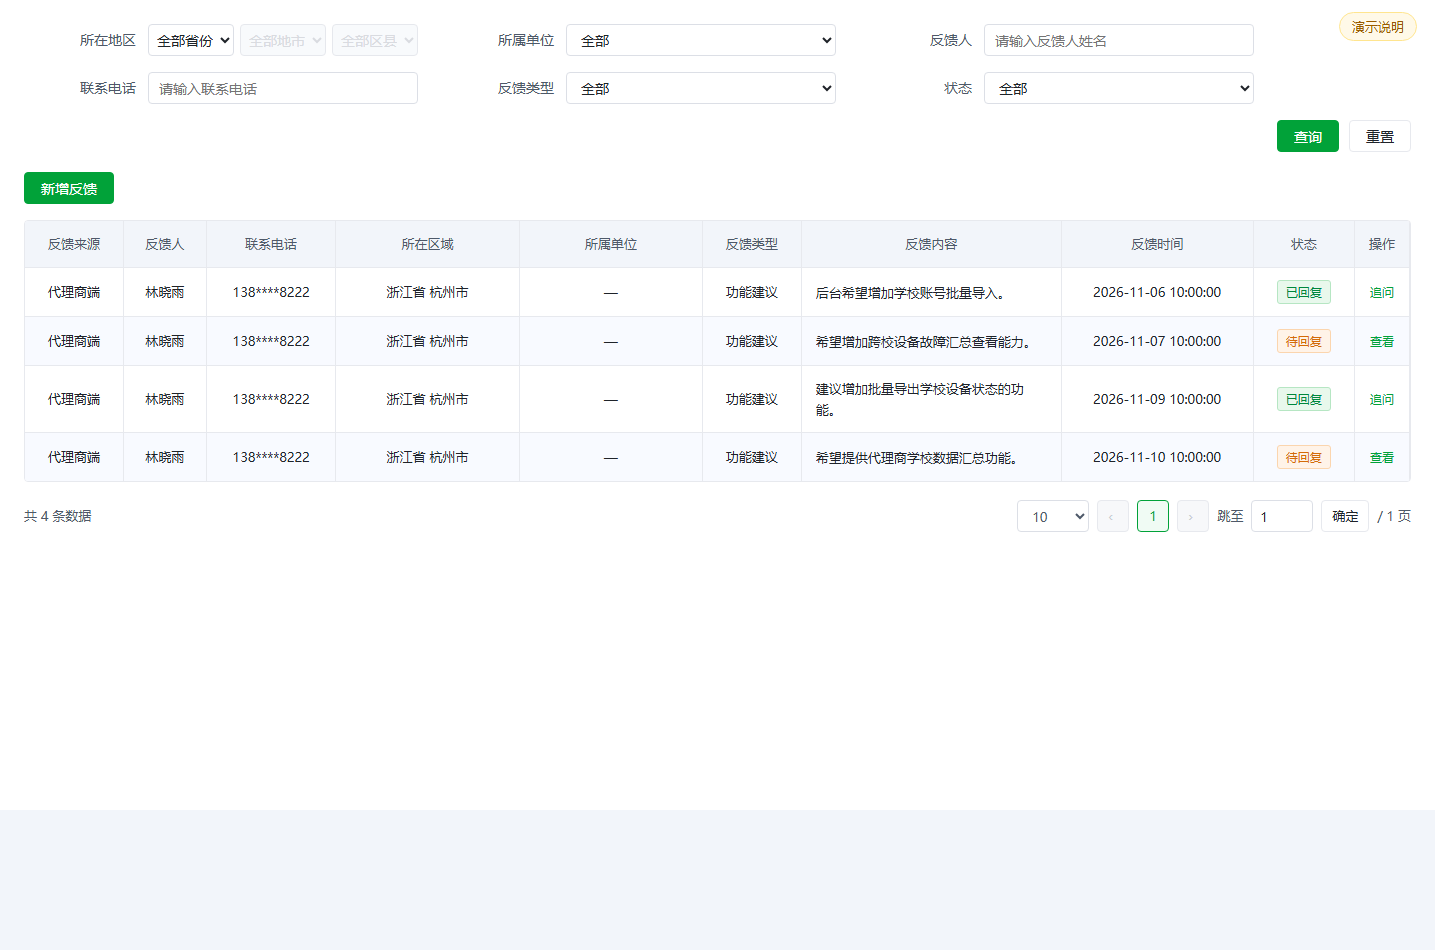 所在地区 全部省份 全部地市 全部区县 所属单位 全部 反馈人 请输入反馈人姓名 演示说明
联系电话 请输入联系电话 反馈类型 全部 状态 全部
查询 重置
新增反馈
反馈来源 反馈人 联系电话 所在区域 所属单位 反馈类型 反馈内容 反馈时间 状态 操作
代理商端 林晓雨 138****8222 浙江省 杭州市 — 功能建议 后台希望增加学校账号批量导入。 2026-11-06 10:00:00 已回复 追问
代理商端 林晓雨 138****8222 浙江省 杭州市 — 功能建议 希望增加跨校设备故障汇总查看能力。 2026-11-07 10:00:00 待回复 查看
代理商端 林晓雨 138****8222 浙江省 杭州市 — 功能建议 建议增加批量导出学校设备状态的功
能。 2026-11-09 10:00:00 已回复 追问
代理商端 林晓雨 138****8222 浙江省 杭州市 — 功能建议 希望提供代理商学校数据汇总功能。 2026-11-10 10:00:00 待回复 查看
共 4 条数据 10 ‹ 1 › 跳至 1 确定 / 1 页